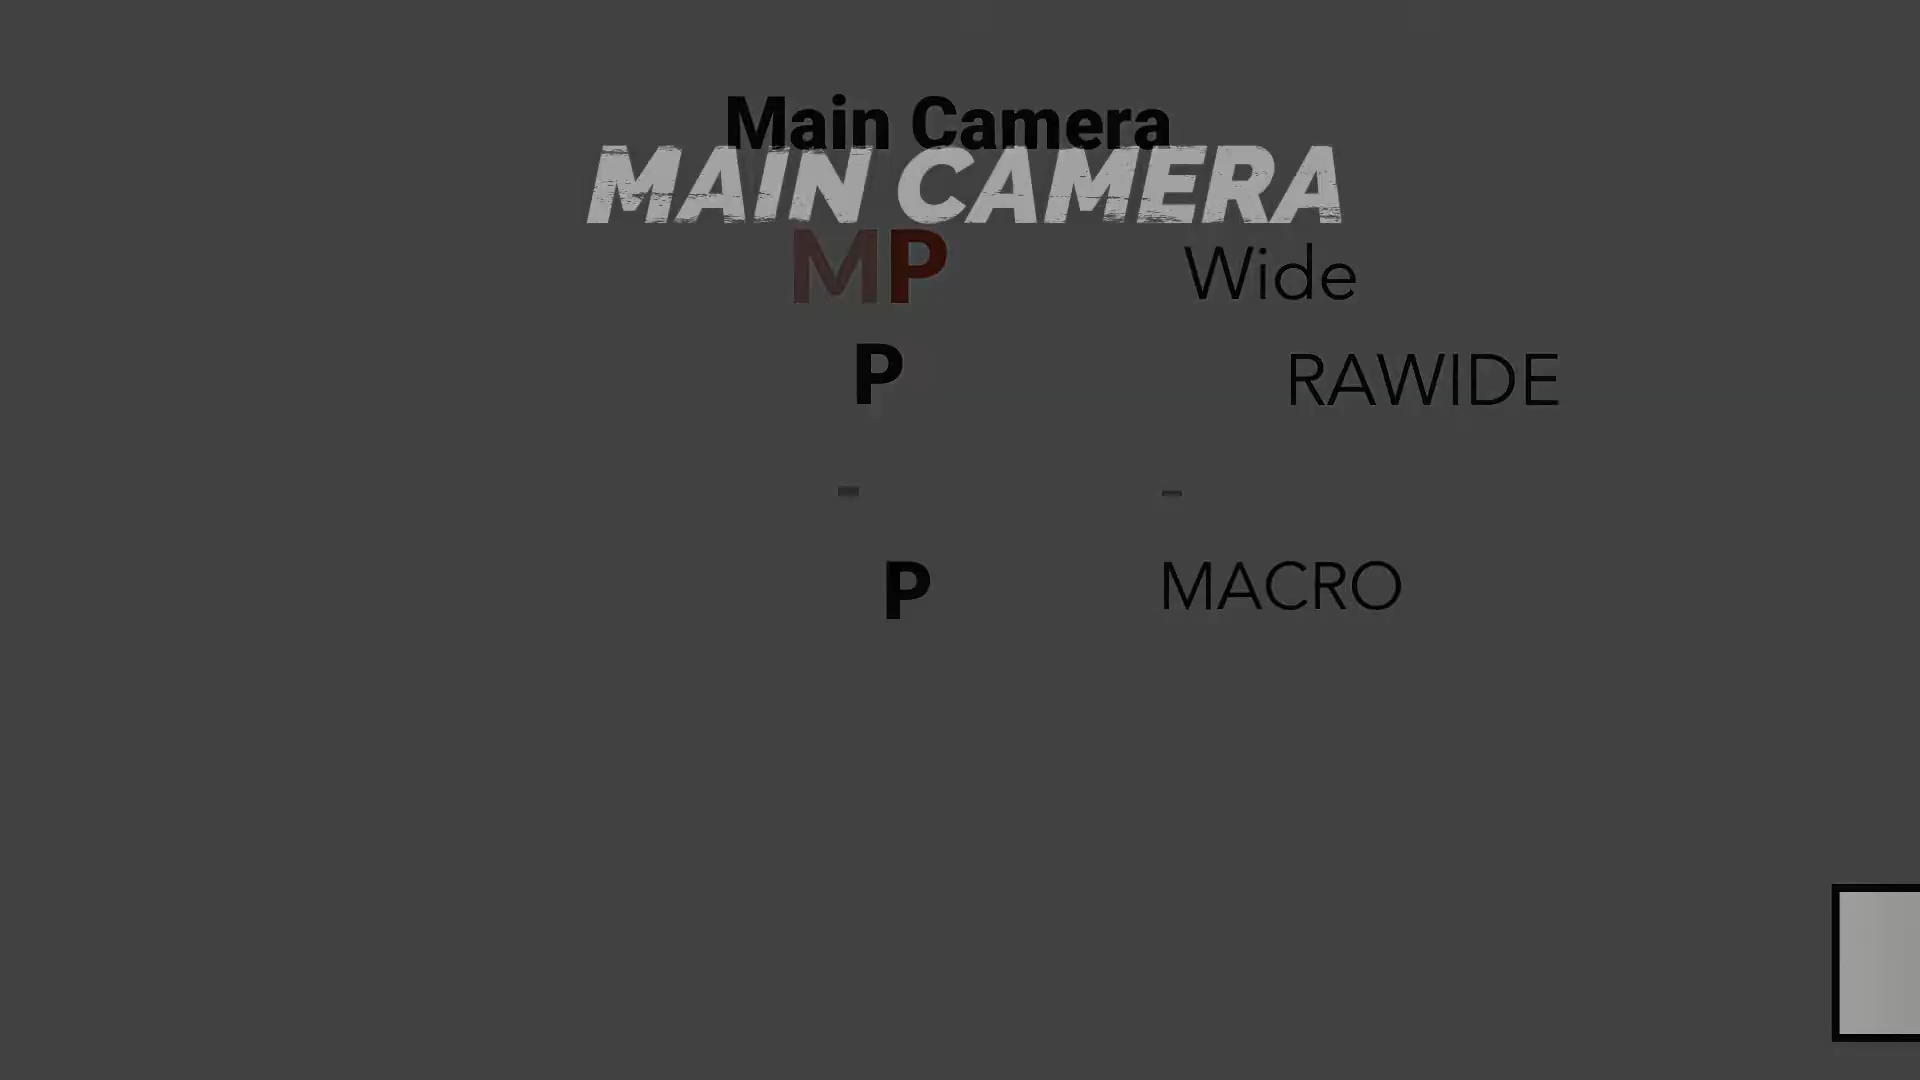 Main Camera
MAIN CAMERA
MP Wide
P RAWIDE
- -
P MACRO